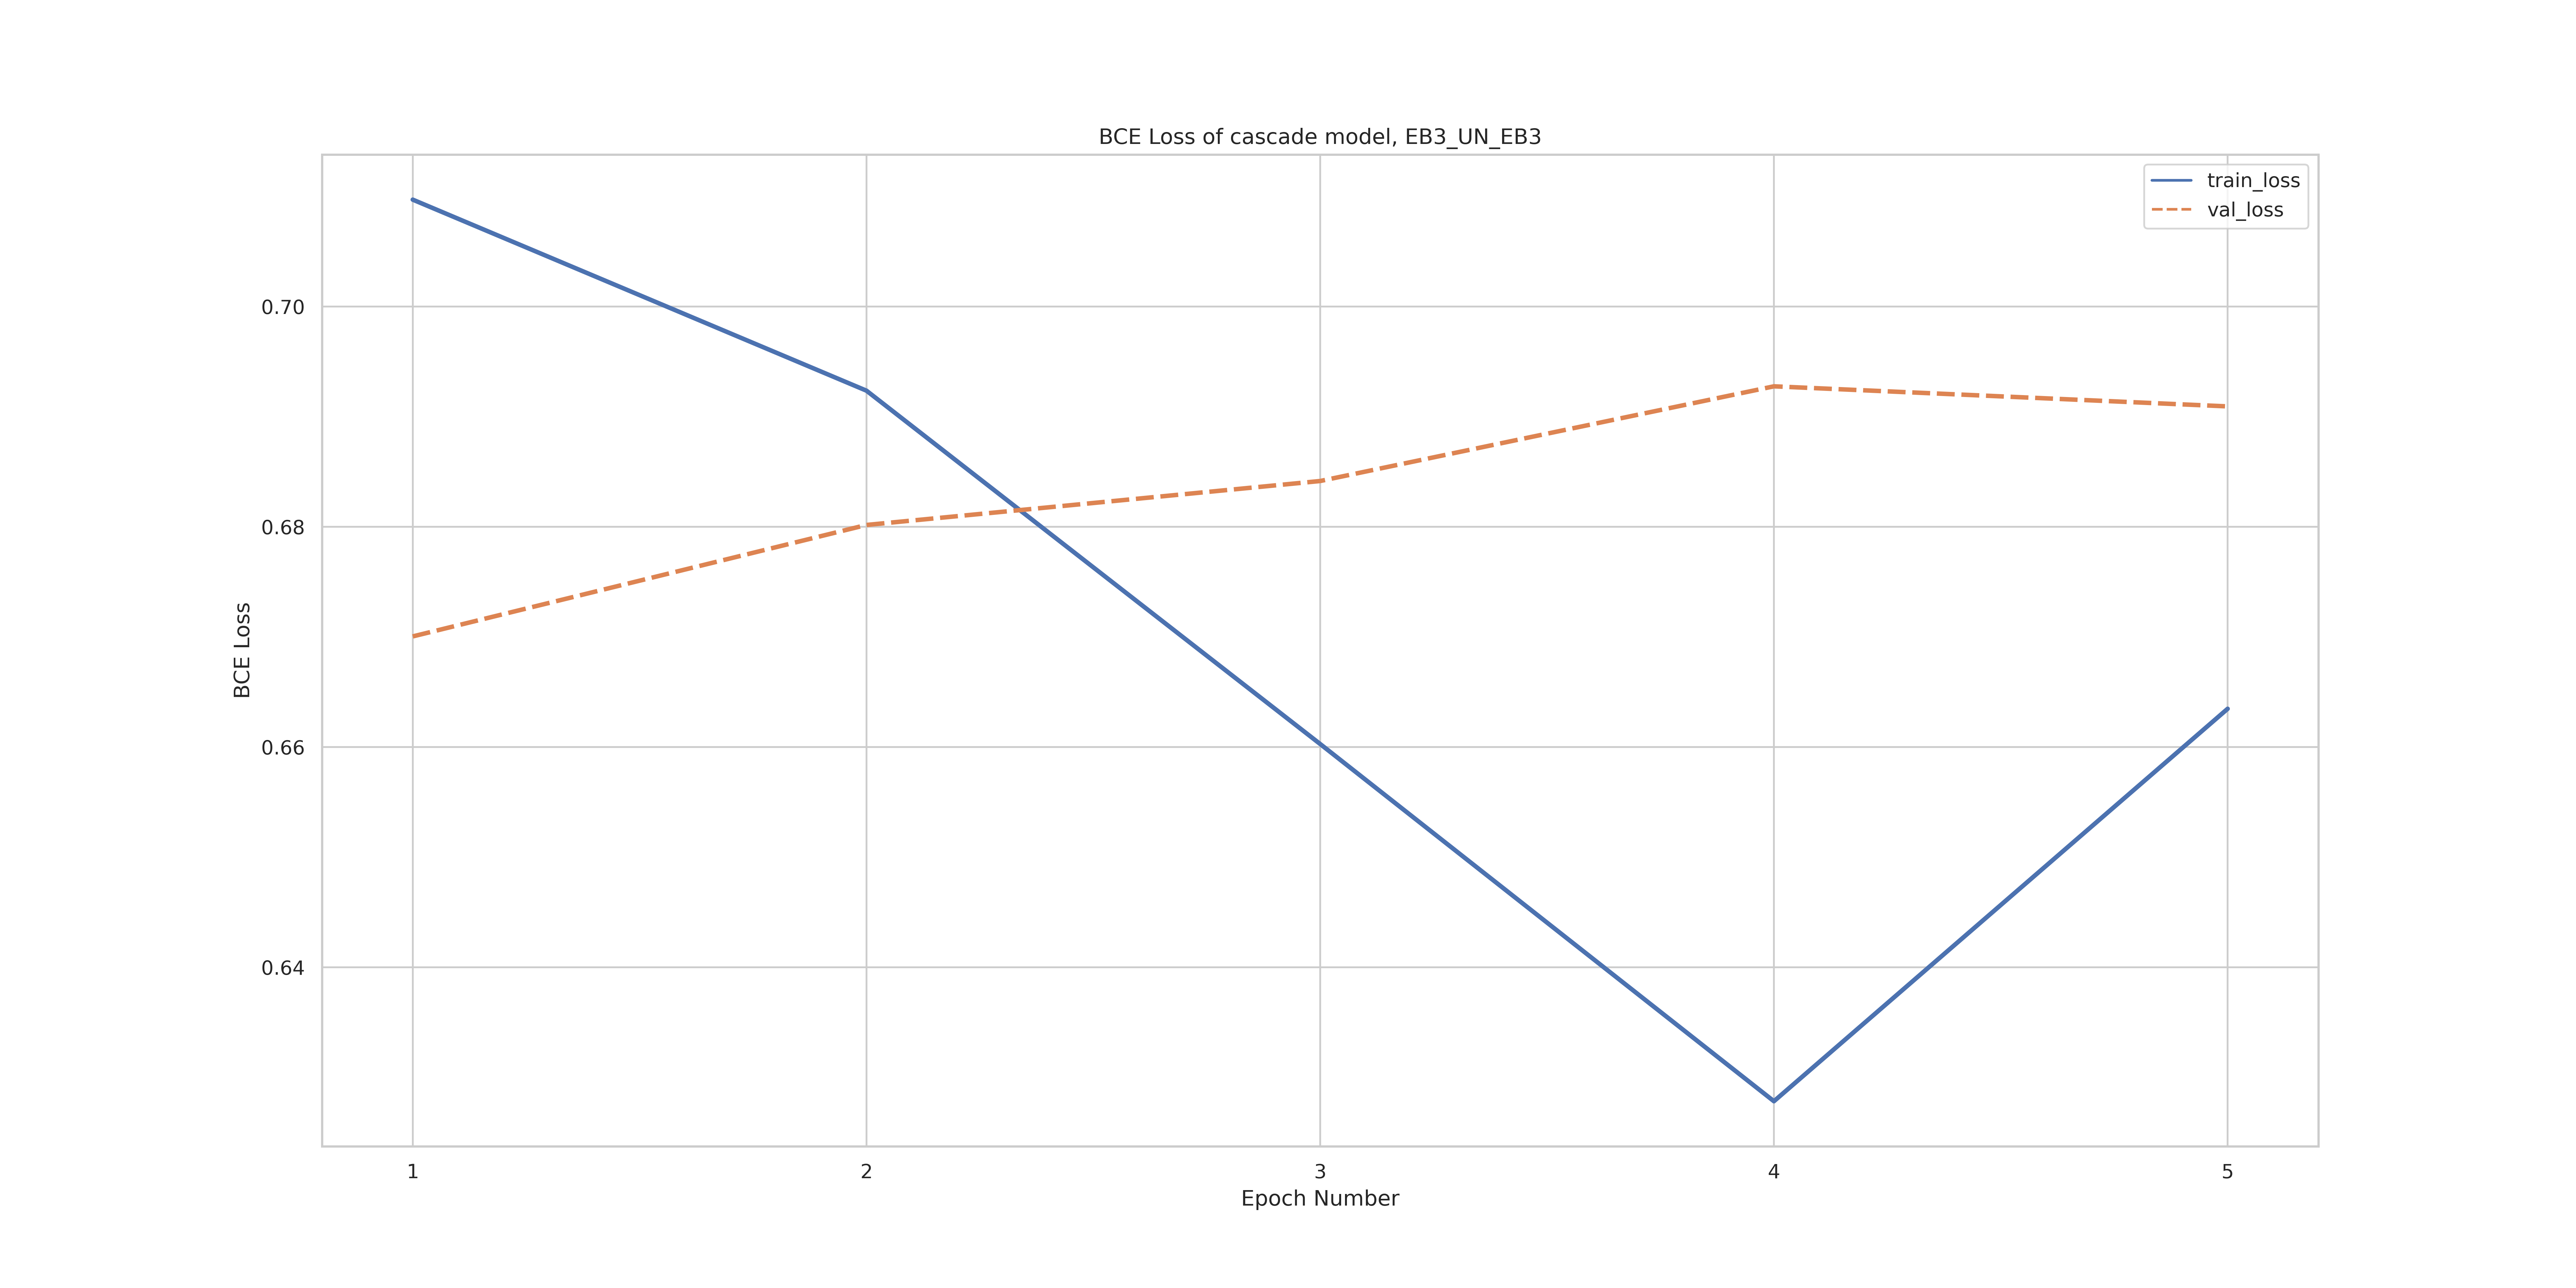 BCE Loss of cascade model, EB3_UN_EB3
train_loss
val_loss
0.70
0.68
0.66
0.64
BCE Loss
1 2 3 4 5
Epoch Number